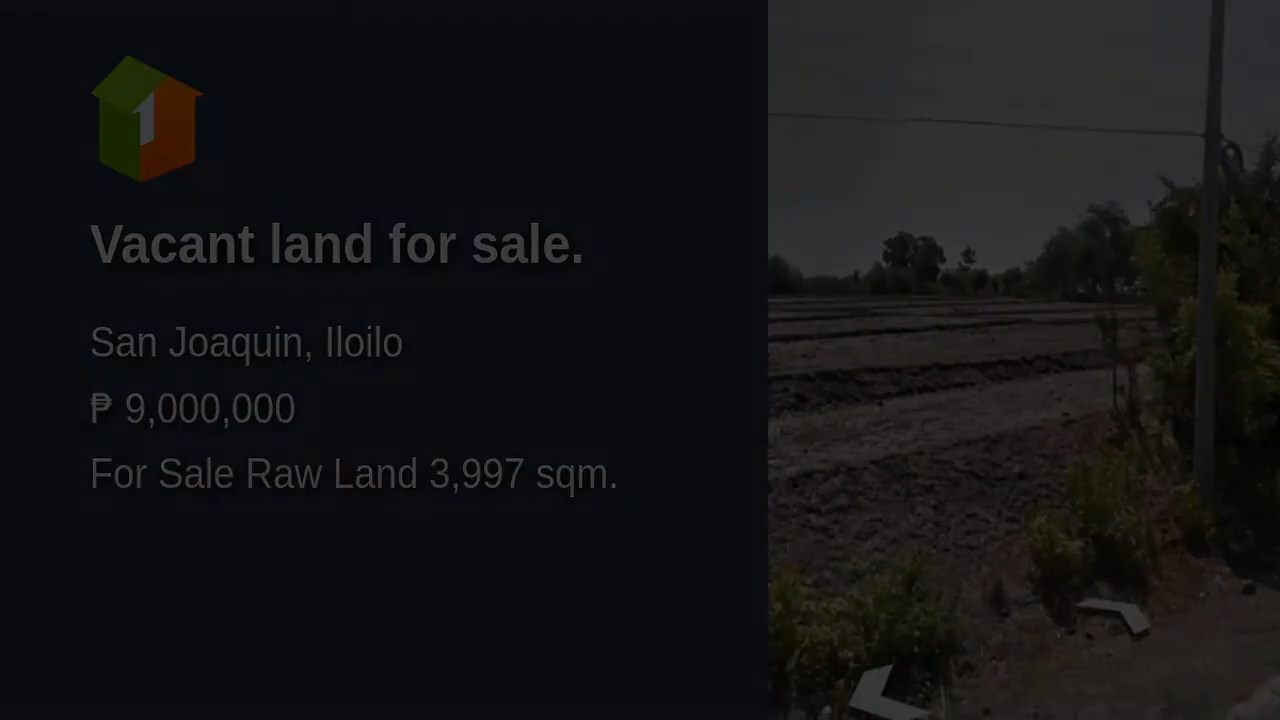 Vacant land for sale.
San Joaquin, Iloilo
₱ 9,000,000
For Sale Raw Land 3,997 sqm.